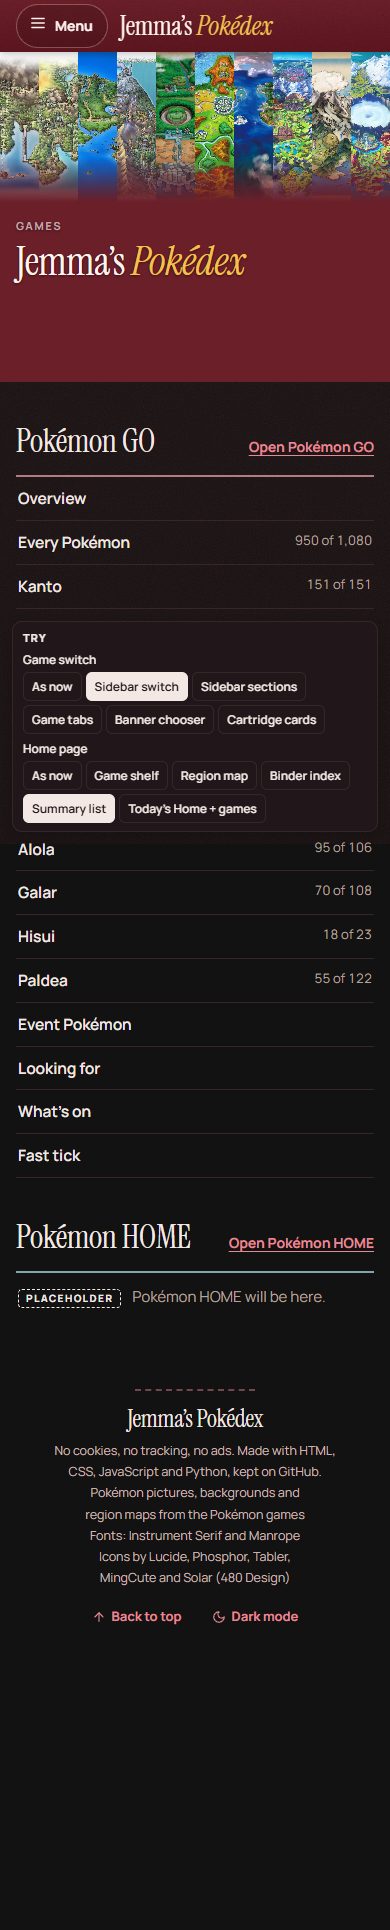 Menu
Jemma's Pokédex
GAMES
Jemma's Pokédex
Pokémon GO
Open Pokémon GO
Overview
Every Pokémon 950 of 1,080
Kanto 151 of 151
TRY
Game switch
As now Sidebar switch Sidebar sections
Game tabs Banner chooser Cartridge cards
Home page
As now Game shelf Region map Binder index
Summary list Today's Home + games
Alola 95 of 106
Galar 70 of 108
Hisui 18 of 23
Paldea 55 of 122
Event Pokémon
Looking for
What's on
Fast tick
Pokémon HOME
Open Pokémon HOME
PLACEHOLDER Pokémon HOME will be here.
Jemma's Pokédex
No cookies, no tracking, no ads. Made with HTML,
CSS, JavaScript and Python, kept on GitHub.
Pokémon pictures, backgrounds and
region maps from the Pokémon games
Fonts: Instrument Serif and Manrope
Icons by Lucide, Phosphor, Tabler,
MingCute and Solar (480 Design)
Back to top Dark mode